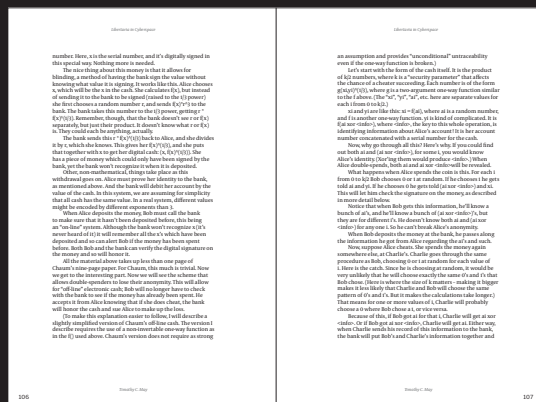 Libertaria in Cyberspace
number. Here, x is the serial number, and it's digitally signed in
this special way. Nothing more is needed.
The nice thing about this method is that it allows for
blinding, a method of having the bank sign the value without
knowing what value it is signing. It works like this. Alice chooses
x, which will be the x in the cash. She calculates f(x), but instead
of sending it to the bank to be signed (raised to the t(i) power)
she first chooses a random number r, and sends f(x)*r^t) to the
bank. The bank takes this number to the t(i) power, getting r *
f(x)^(t(i)). Remember, though, that the bank doesn't see r or f(x)
separately, but just their product. It doesn't know what r or f(x)
is. They could each be anything, actually.
The bank sends this r * f(x)^(t(i)) back to Alice, and she divides
it by r, which she knows. This gives her f(x)^(t(i)), and she puts
that together with x to get her digital cash: (x, f(x)^(t(i)). She
has a piece of money which could only have been signed by the
bank, yet the bank won't recognize it when it is deposited.
Other, non-mathematical, things take place as this
withdrawal goes on. Alice must prove her identity to the bank,
as mentioned above. And the bank will debit her account by the
value of the cash. In this system, we are assuming for simplicity
that all cash has the same value. In a real system, different values
might be encoded by different exponents t.
When Alice deposits the money, Bob must call the bank
to make sure that it hasn't been deposited before, this being
an "on-line" system. Although the bank won't recognize x (it's
never heard of it) it will remember all the x's which have been
deposited and so can alert Bob if the money has been spent
before. Both Bob and the bank can verify the digital signature on
the money and so will honor it.
All the material above takes up less than one page of
Chaum's nine-page paper. For Chaum, this is much trivial. Now
we get to the interesting part. Now we will see the scheme that
allows double-spenders to lose their anonymity. This will allow
for "off-line" electronic cash; Bob will no longer have to check
with the bank to see if the money has already been spent. He
accepts it from Alice knowing that if she does cheat, the bank
will honor the cash and use Alice to make up the loss.
(To make this explanation easier to follow, I will describe a
slightly simplified version of Chaum's off-line cash. The version I
describe requires the use of a non-invertable one-way function as
in the f() used above. Chaum's version does not require as strong
Timothy C. May
106
Libertaria in Cyberspace
an assumption and provides "unconditional" untraceability
even if the one-way function is broken.)
Let's start with the form of the cash itself. It is the product
of k/2 numbers, where k is a "security parameter" that affects
the chance of a cheater succeeding. Each number is of the form
g(xi,yi)^(t(i)), where g is a two-argument one-way function similar
to the f above. (The "xi", "yi", "ai", etc. here are separate values for
each i from 0 to k/2.)
xi and yi are like this: xi = f(ai), where ai is a random number,
and f is another one-way function. yi is kind of complicated. It is
f(ai xor <info>), where <info>, the key to this whole operation, is
identifying information about Alice's account! It is her account
number concatenated with a serial number for the cash.
Now, why go through all this? Here's why. If you could find
out both ai and (ai xor <info>), for some i, you would know
Alice's identity. (Xor'ing them would produce <info>.) When
Alice double-spends, both ai and ai xor <info> will be revealed.
What happens when Alice spends the coin is this. For each i
from 0 to k/2 Bob chooses 0 or 1 at random. If he chooses 1 he gets
told ai and yi. If he chooses 0 he gets told (ai xor <info>) and xi.
This will let him check the signature on the money, as described
in more detail below.
Notice that when Bob gets this information, he'll know a
bunch of ai's, and he'll know a bunch of (ai xor <info>)'s, but
they are for different i's. He doesn't know both ai and (ai xor
<info>) for any one i. So he can't break Alice's anonymity.
When Bob deposits the money at the bank, he passes along
the information he got from Alice regarding the ai's and such.
Now, suppose Alice cheats. She spends the money again
somewhere else, at Charlie's. Charlie goes through the same
procedure as Bob, choosing 0 or 1 at random for each value of
i. Here is the catch. Since he is choosing at random, it would be
very unlikely that he will choose exactly the same 0's and 1's that
Bob chose. (Here is where the size of k matters - making it bigger
makes it less likely that Charlie and Bob will choose the same
pattern of 0's and 1's. But it makes the calculations take longer.)
That means for one or more values of i, Charlie will probably
choose a 0 where Bob chose a 1, or vice versa.
Because of this, if Bob got ai for that i, Charlie will get ai xor
<info>. Or if Bob got ai xor <info>, Charlie will get ai. Either way,
when Charlie sends his record of this information to the bank,
the bank will put Bob's and Charlie's information together and
Timothy C. May
107